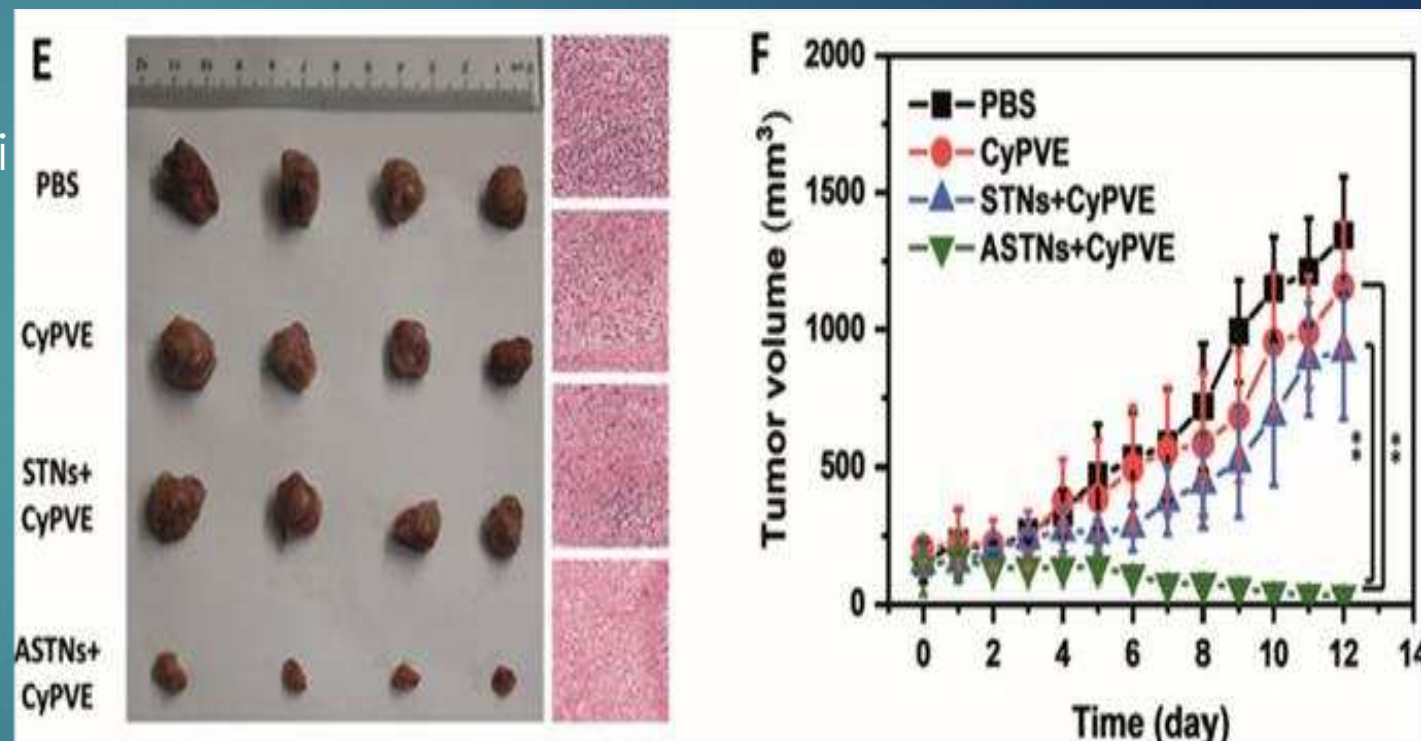 i
E
PBS
CyPVE
STNs+
CyPVE
ASTNs+
CyPVE
F
2000
1500
1000
500
0
Tumor volume (mm³)
PBS
CyPVE
STNs+CyPVE
ASTNs+CyPVE
**
**
0 2 4 6 8 10 12 14
Time (day)